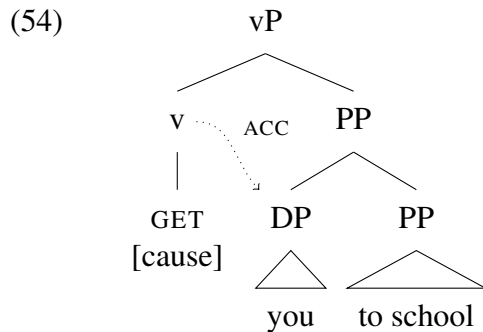 (54) vP
v ACC PP
GET DP PP
[cause]
you to school